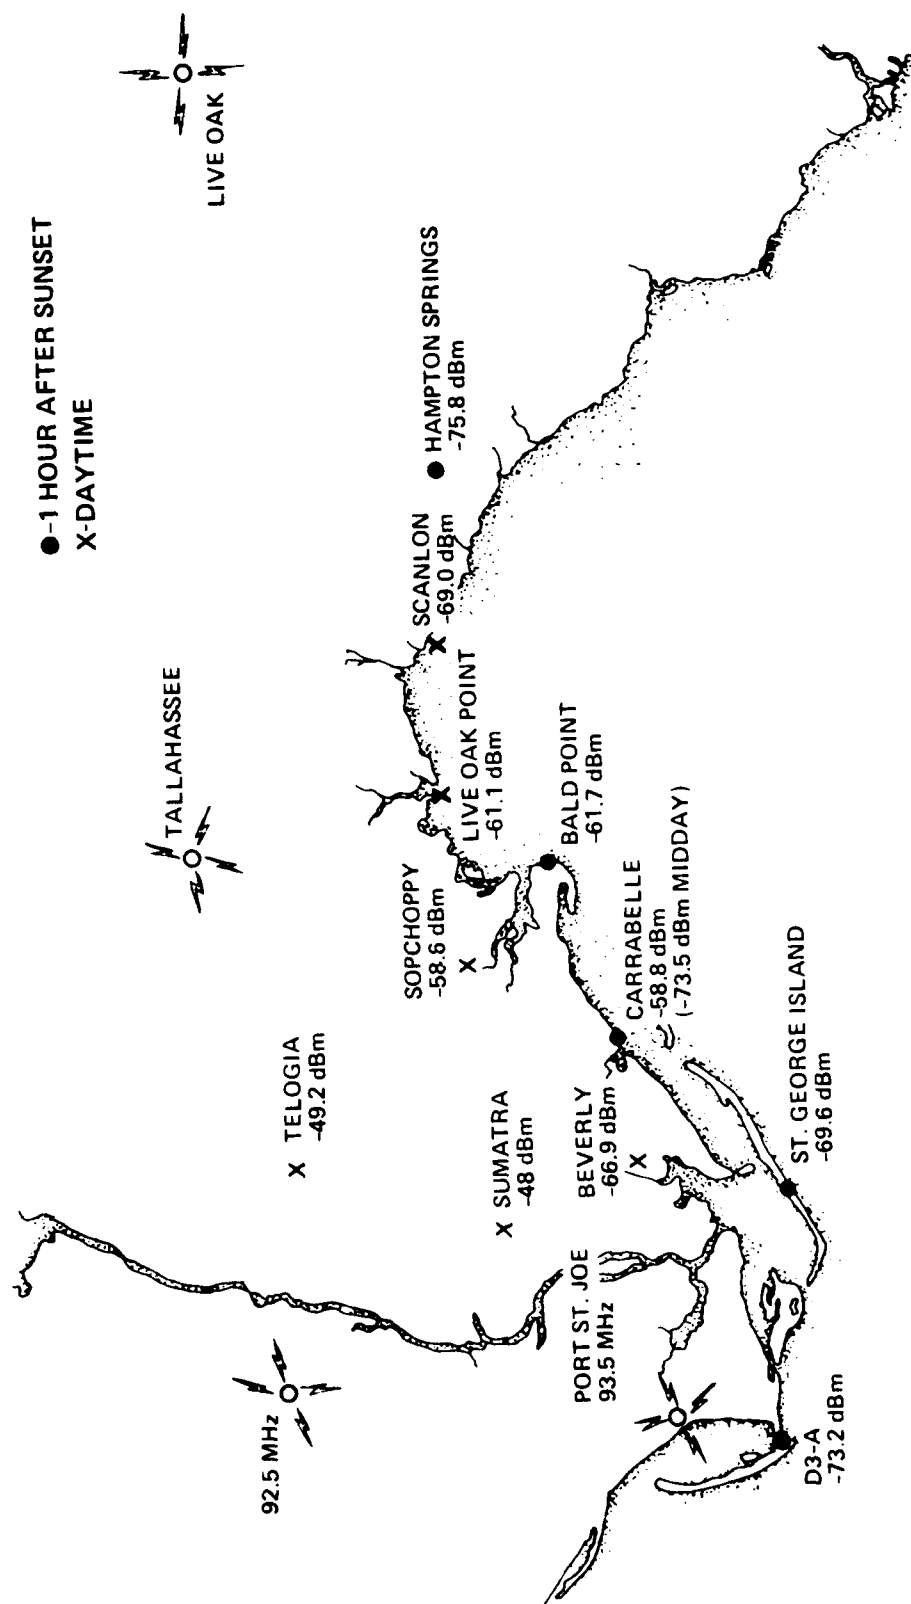 ●-1 HOUR AFTER SUNSET
X-DAYTIME
LIVE OAK
TALLAHASSEE
92.5 MHz
X TELOGIA
-49.2 dBm
X SUMATRA
-48 dBm
SOPCHOPPY
-58.6 dBm
X
SCANLON
-69.0 dBm
X
HAMPTON SPRINGS
-75.8 dBm
LIVE OAK POINT
-61.1 dBm
X
BALD POINT
-61.7 dBm
CARRABELLE
-58.8 dBm
(-73.5 dBm MIDDAY)
BEVERLY
-66.9 dBm
X
PORT ST. JOE
93.5 MHz
ST. GEORGE ISLAND
-69.6 dBm
D3-A
-73.2 dBm